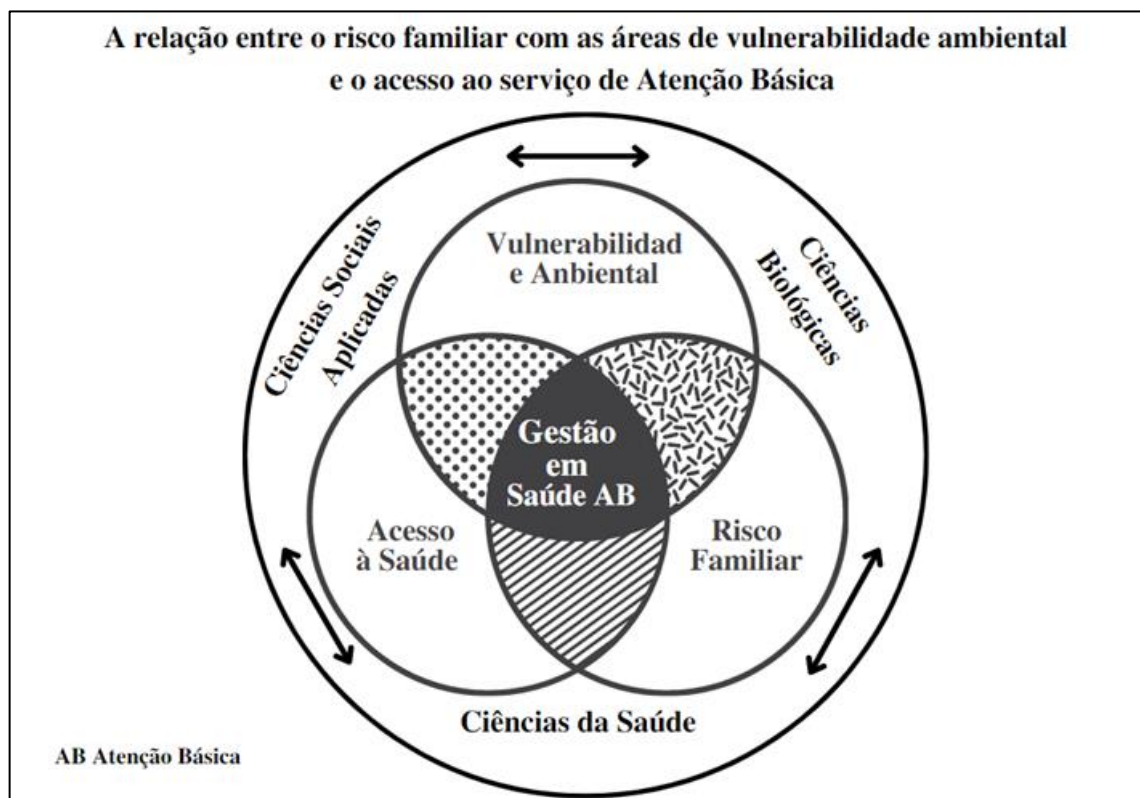 A relação entre o risco familiar com as áreas de vulnerabilidade ambiental
e o acesso ao serviço de Atenção Básica
Ciências Sociais
Aplicadas
Vulnerabilidad
e Anbiental
Ciências
Biológicas
Gestão
em
Saúde AB
Acesso
à Saúde
Risco
Familiar
Ciências da Saúde
AB Atenção Básica